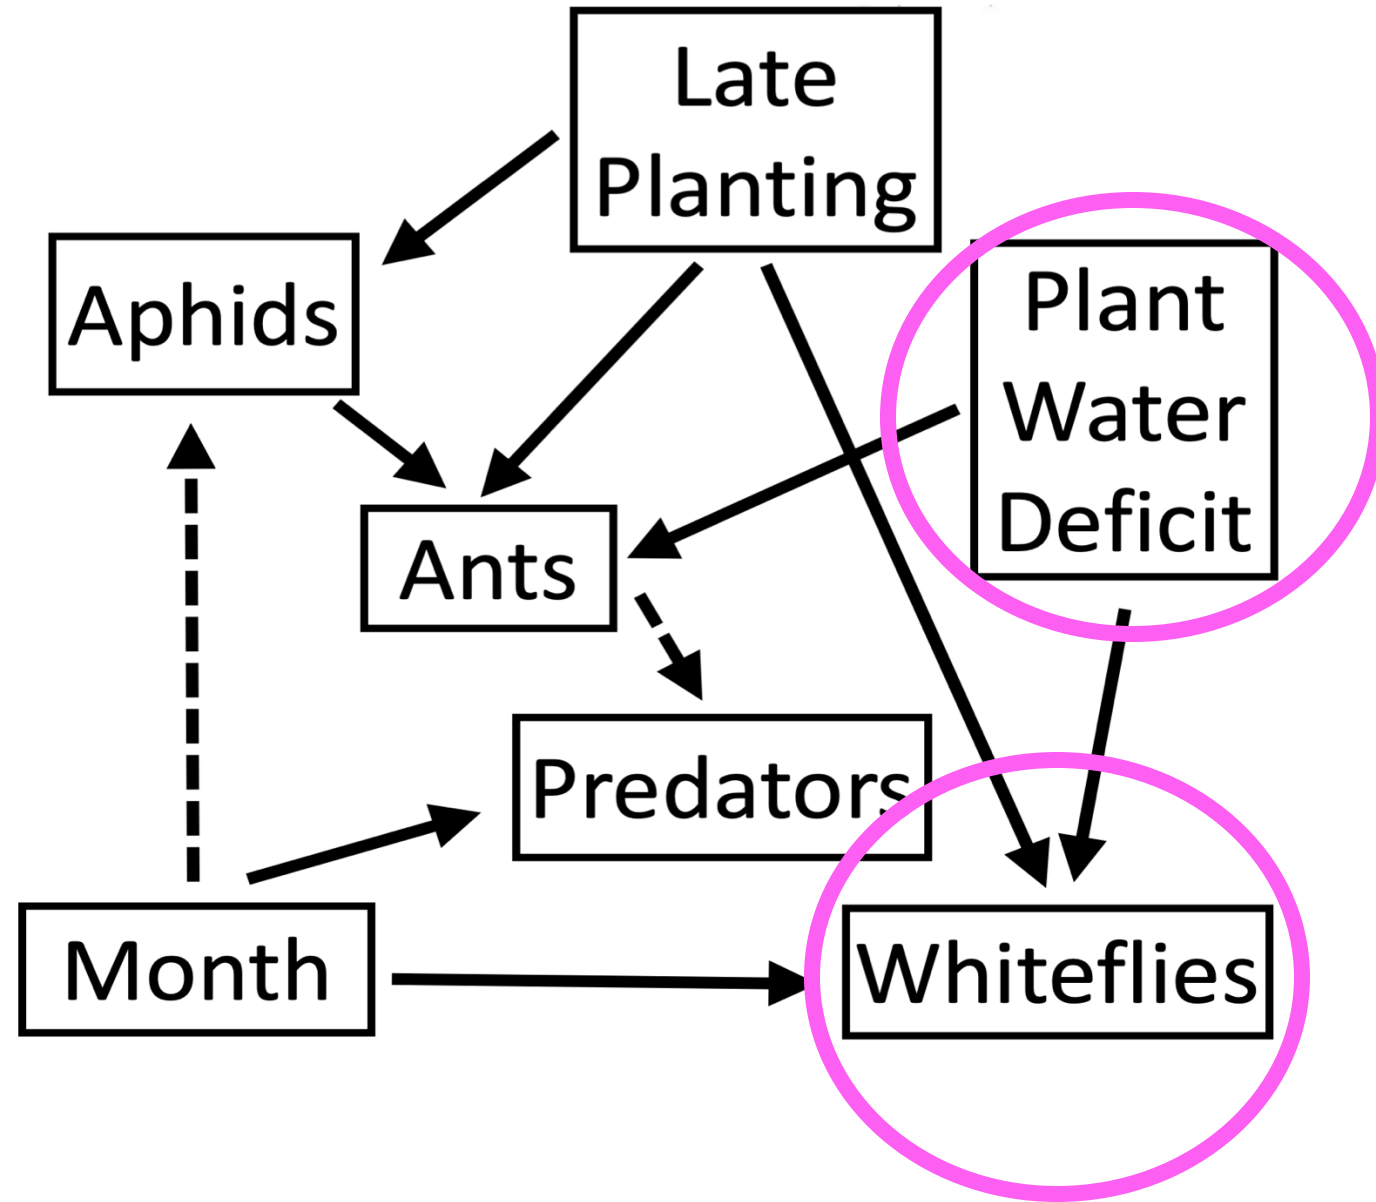 Late
Planting
Aphids
Plant
Water
Deficit
Ants
Predators
Month
Whiteflies